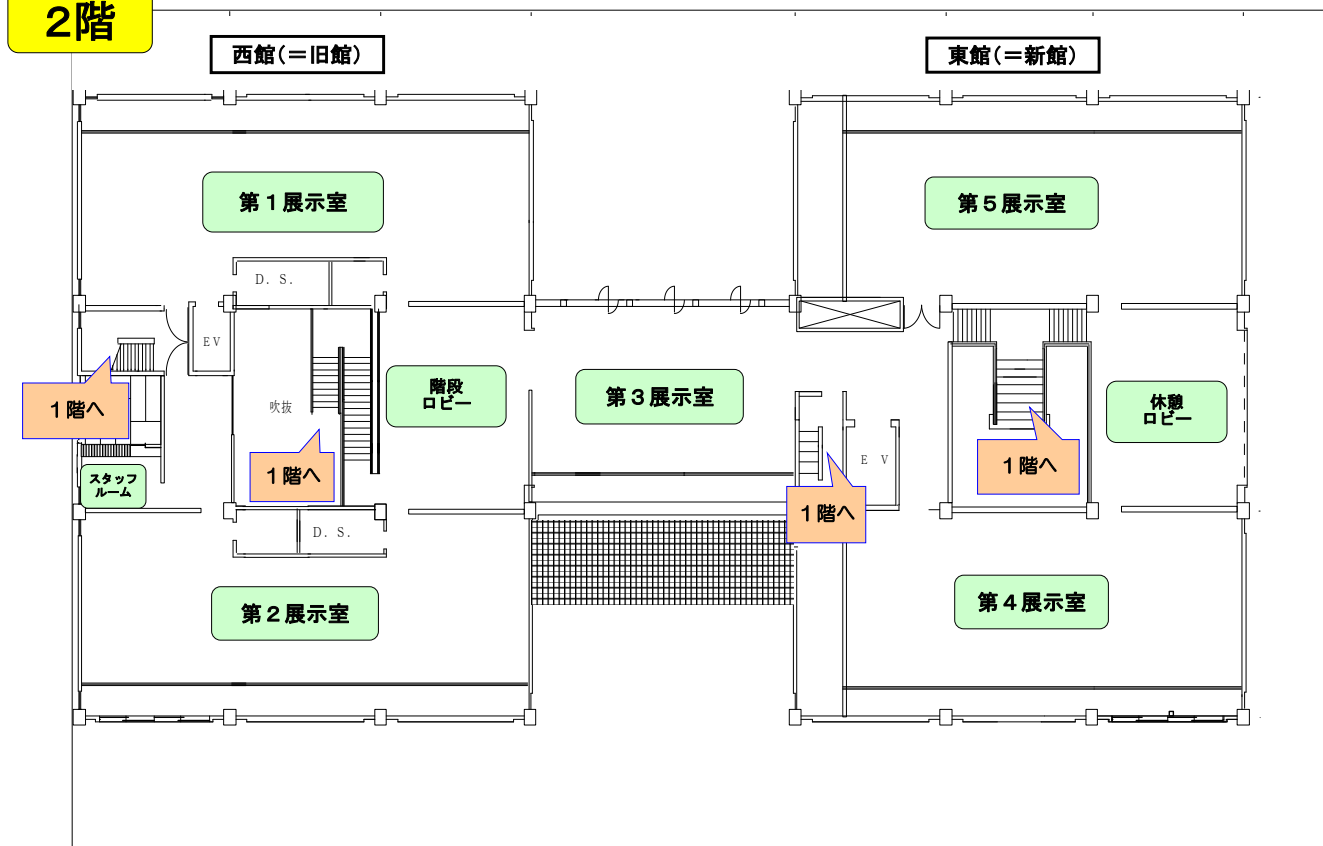 2階
西館(＝旧館)
東館(＝新館)
第1展示室
第5展示室
D. S.
EV
階段
ロビー
第3展示室
休憩
ロビー
1階へ
吹抜
1階へ
E V
1階へ
1階へ
スタッフ
ルーム
D. S.
第2展示室
第4展示室